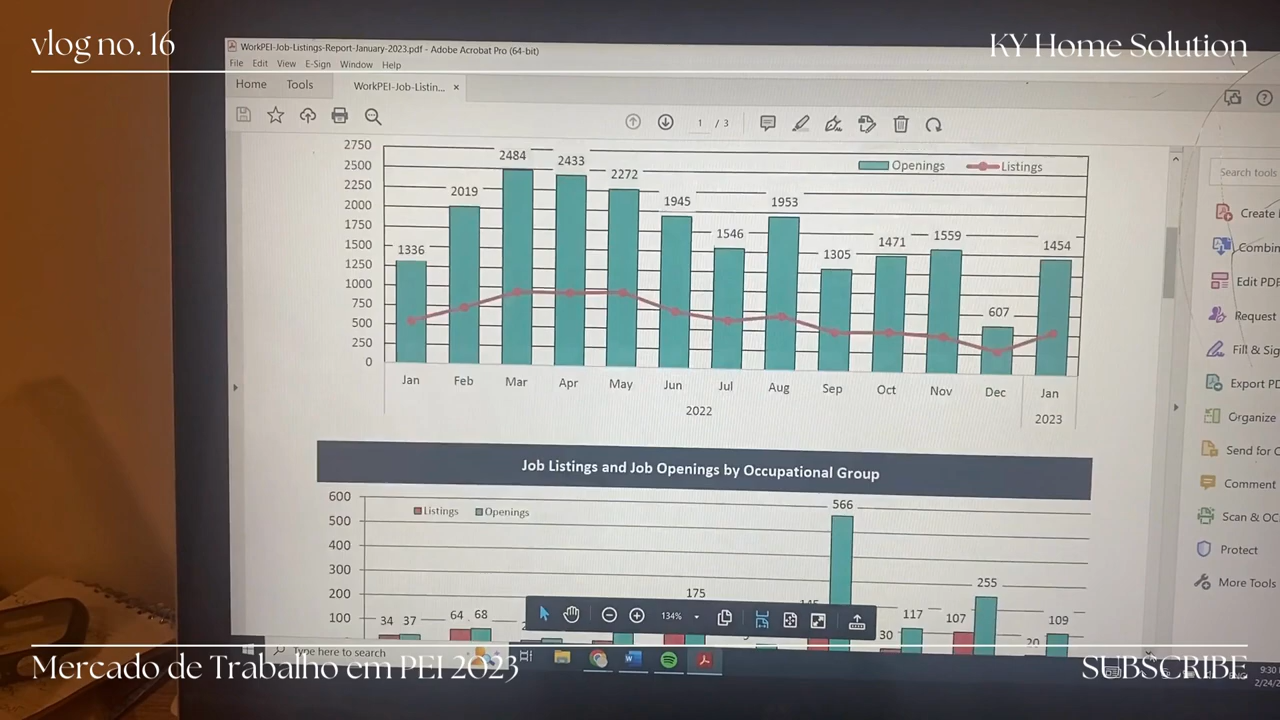 vlog no. 16
KY Home Solution
WorkPEI-Job-Listings-Report-January-2023.pdf - Adobe Acrobat Pro (64-bit)
File Edit View E-Sign Window Help
Home Tools WorkPEI-Job-Listin... ×
1 / 3
Search tools
Create
Combin
Edit PDF
Request
Fill & Sig
Export PD
Organize
Send for C
Comment
Scan & OC
Protect
More Tools
2750
2500
2250
2000
1750
1500
1250
1000
750
500
250
0
Openings Listings
1336 2019 2484 2433 2272 1945 1546 1953 1305 1471 1559 607 1454
Jan Feb Mar Apr May Jun Jul Aug Sep Oct Nov Dec Jan
2022 2023
Job Listings and Job Openings by Occupational Group
600
500
400
300
200
100
Listings Openings
34 37 64 68 175 566 30 117 107 255 109
134%
Type here to search
9:30
2/24/2
Mercado de Trabalho em PEI 2023
SUBSCRIBE